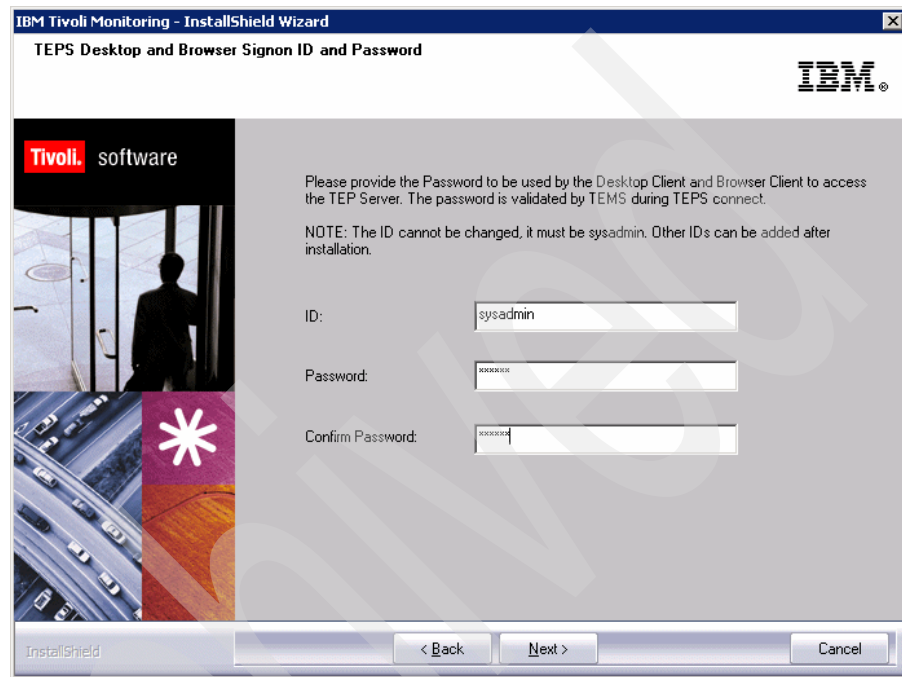 IBM Tivoli Monitoring - InstallShield Wizard
TEPS Desktop and Browser Signon ID and Password
IBM®
Tivoli. software
Please provide the Password to be used by the Desktop Client and Browser Client to access
the TEP Server. The password is validated by TEMS during TEPS connect.
NOTE: The ID cannot be changed, it must be sysadmin. Other IDs can be added after
installation.
ID:
sysadmin
Password:
******
Confirm Password:
******
InstallShield
< Back
Next >
Cancel